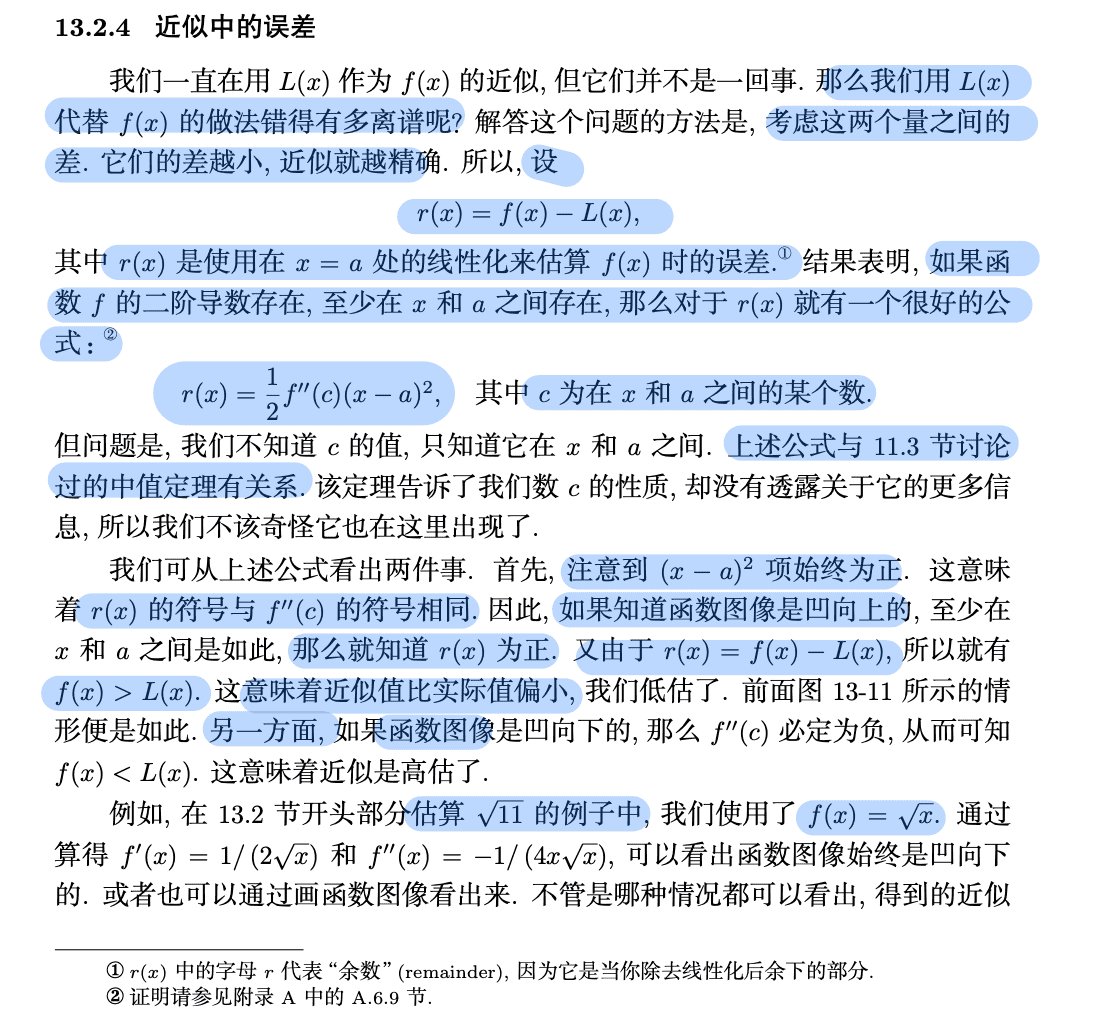 13.2.4 近似中的误差
我们一直在用 L(x) 作为 f(x) 的近似, 但它们并不是一回事. 那么我们用 L(x)
代替 f(x) 的做法错得有多离谱呢? 解答这个问题的方法是, 考虑这两个量之间的
差. 它们的差越小, 近似就越精确. 所以, 设
r(x) = f(x) − L(x),
其中 r(x) 是使用在 x = a 处的线性化来估算 f(x) 时的误差.① 结果表明, 如果函
数 f 的二阶导数存在, 至少在 x 和 a 之间存在, 那么对于 r(x) 就有一个很好的公
式：②
r(x) = 1/2 f″(c)(x − a)², 其中 c 为在 x 和 a 之间的某个数.
但问题是, 我们不知道 c 的值, 只知道它在 x 和 a 之间. 上述公式与 11.3 节讨论
过的中值定理有关系. 该定理告诉了我们数 c 的性质, 却没有透露关于它的更多信
息, 所以我们不该奇怪它也在这里出现了.
我们可从上述公式看出两件事. 首先, 注意到 (x − a)² 项始终为正. 这意味
着 r(x) 的符号与 f″(c) 的符号相同. 因此, 如果知道函数图像是凹向上的, 至少在
x 和 a 之间是如此, 那么就知道 r(x) 为正. 又由于 r(x) = f(x) − L(x), 所以就有
f(x) > L(x). 这意味着近似值比实际值偏小, 我们低估了. 前面图 13-11 所示的情
形便是如此. 另一方面, 如果函数图像是凹向下的, 那么 f″(c) 必定为负, 从而可知
f(x) < L(x). 这意味着近似是高估了.
例如, 在 13.2 节开头部分估算 √11 的例子中, 我们使用了 f(x) = √x. 通过
算得 f′(x) = 1/(2√x) 和 f″(x) = −1/(4x√x), 可以看出函数图像始终是凹向下
的. 或者也可以通过画函数图像看出来. 不管是哪种情况都可以看出, 得到的近似
① r(x) 中的字母 r 代表“余数” (remainder), 因为它是当你除去线性化后余下的部分.
② 证明请参见附录 A 中的 A.6.9 节.